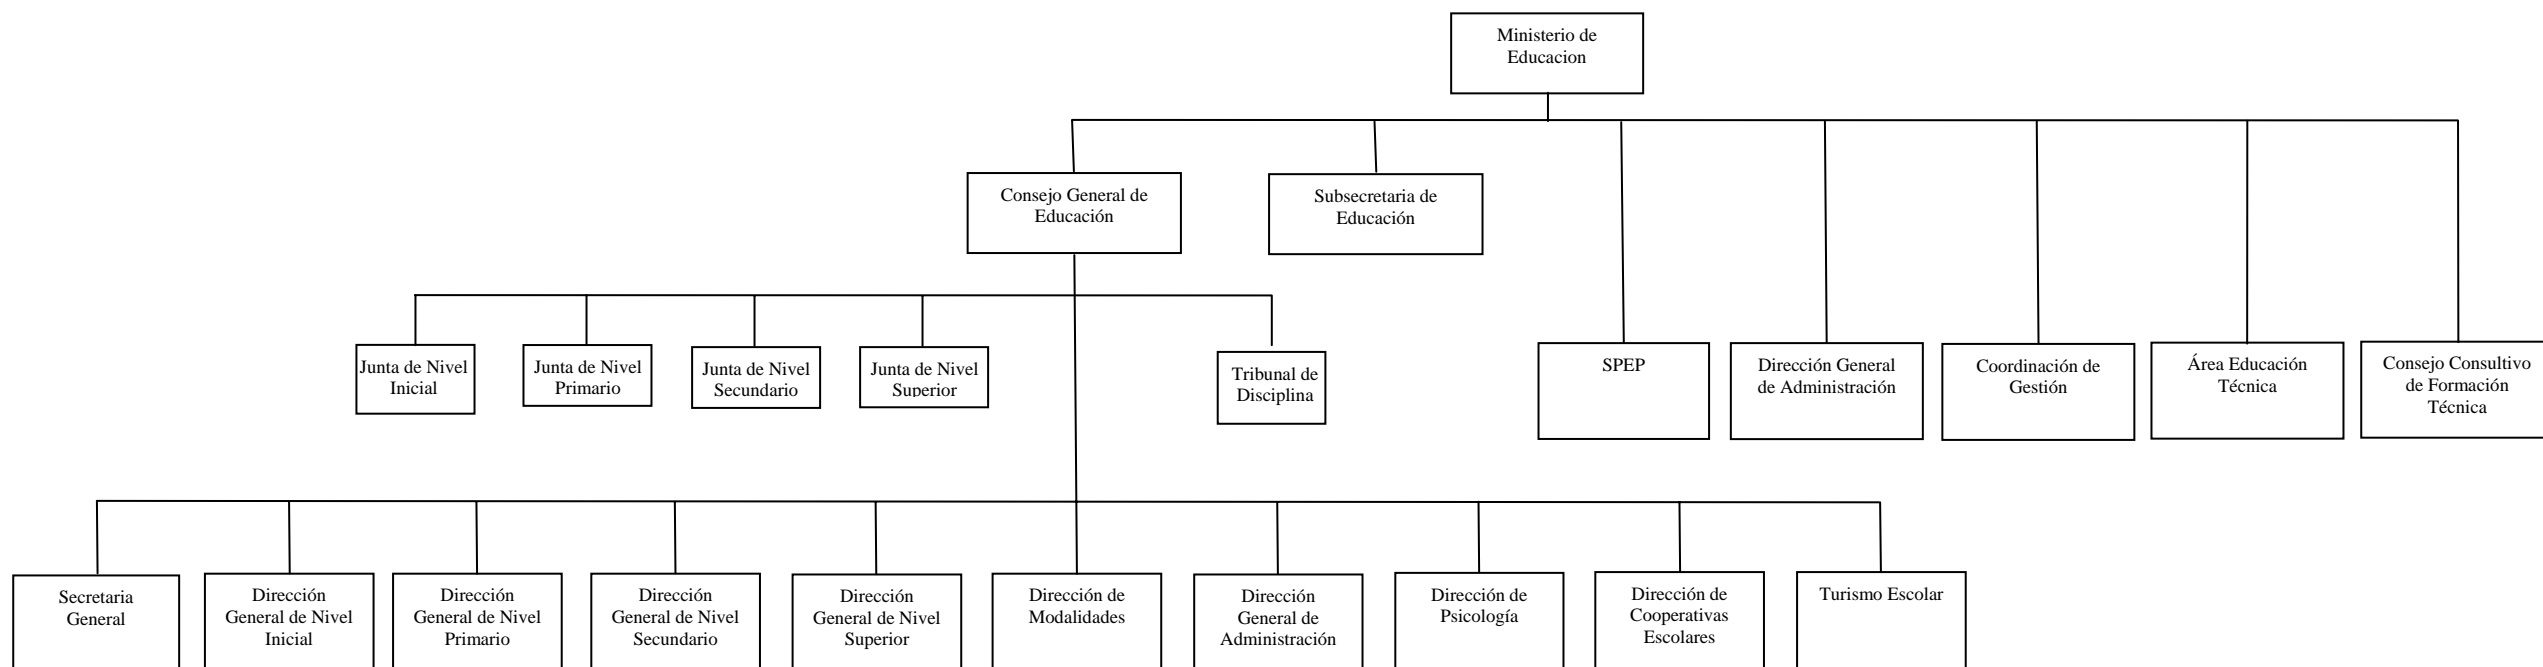 Ministerio de
Educacion
Consejo General de
Educación
Subsecretaria de
Educación
Junta de Nivel
Inicial
Junta de Nivel
Primario
Junta de Nivel
Secundario
Junta de Nivel
Superior
Tribunal de
Disciplina
SPEP
Dirección General
de Administración
Coordinación de
Gestión
Área Educación
Técnica
Consejo Consultivo
de Formación
Técnica
Secretaria
General
Dirección
General de Nivel
Inicial
Dirección
General de Nivel
Primario
Dirección
General de Nivel
Secundario
Dirección
General de Nivel
Superior
Dirección de
Modalidades
Dirección
General de
Administración
Dirección de
Psicología
Dirección de
Cooperativas
Escolares
Turismo Escolar